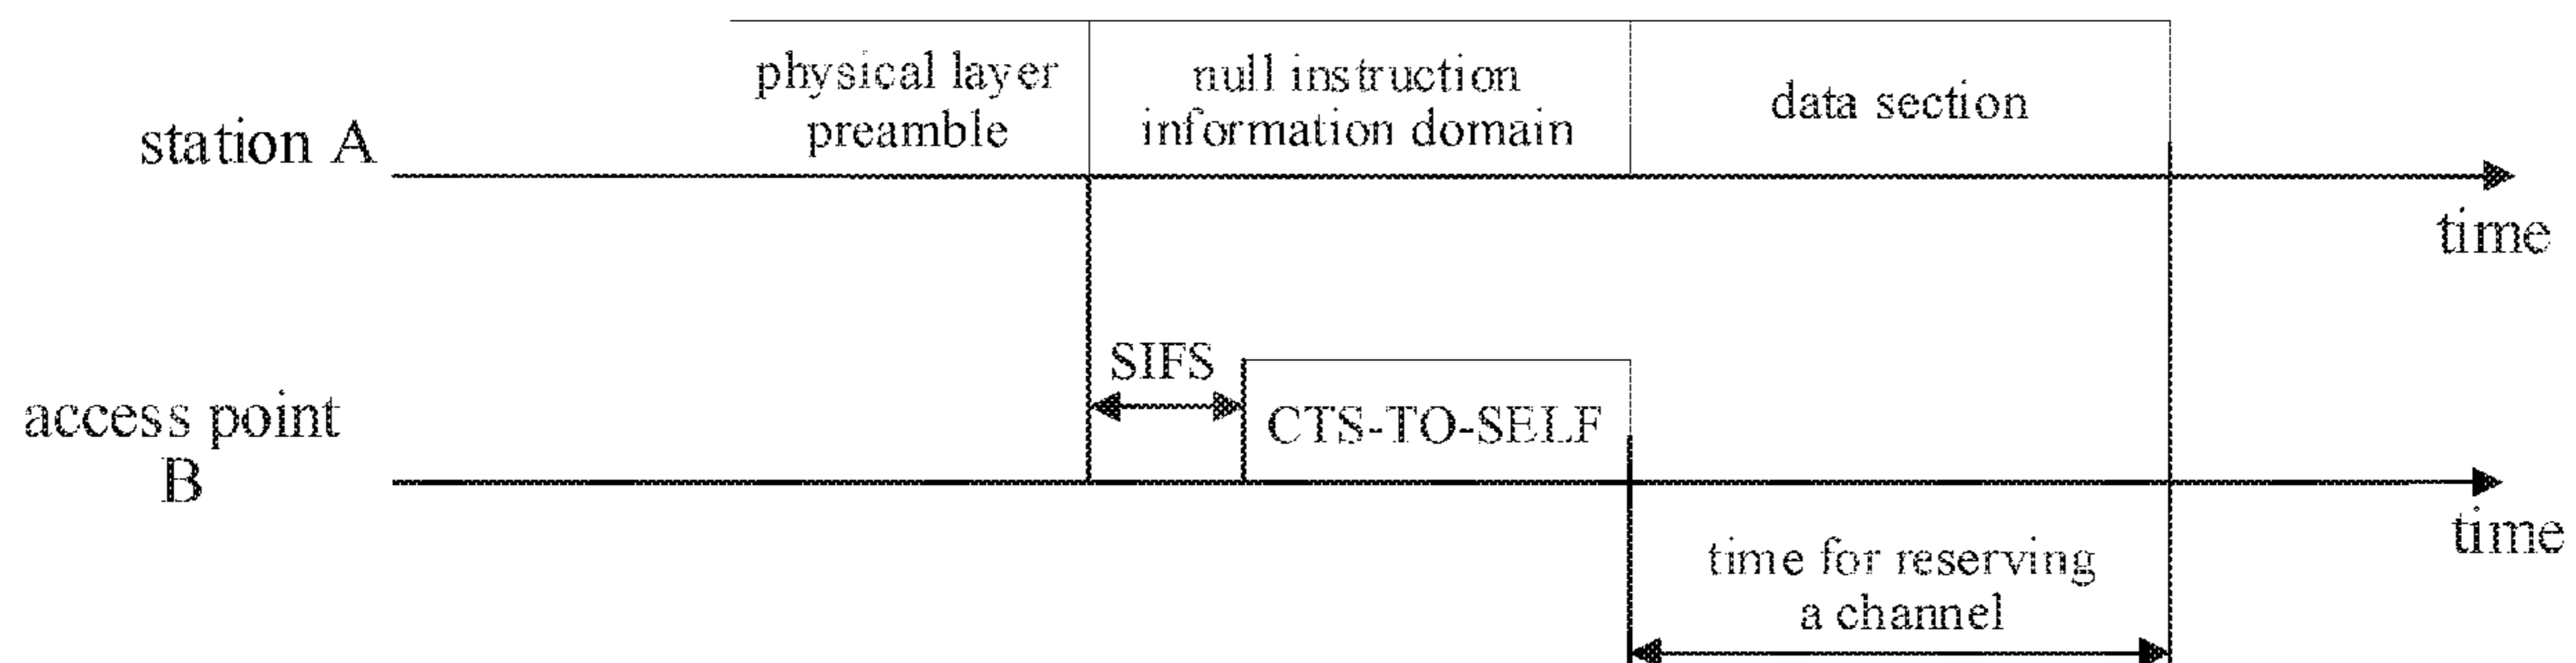 physical layer
preamble
null instruction
information domain
data section
station A
time
SIFS
CTS-TO-SELF
access point
B
time
time for reserving
a channel